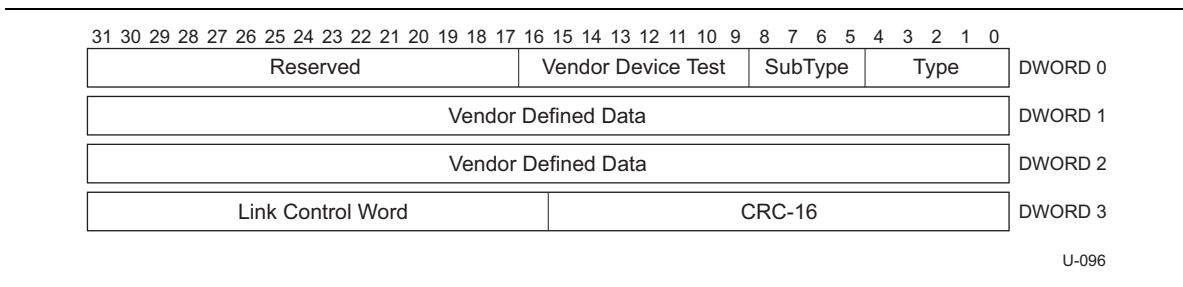 31 30 29 28 27 26 25 24 23 22 21 20 19 18 17 16 15 14 13 12 11 10 9 8 7 6 5 4 3 2 1 0
Reserved Vendor Device Test SubType Type DWORD 0
Vendor Defined Data DWORD 1
Vendor Defined Data DWORD 2
Link Control Word CRC-16 DWORD 3
U-096